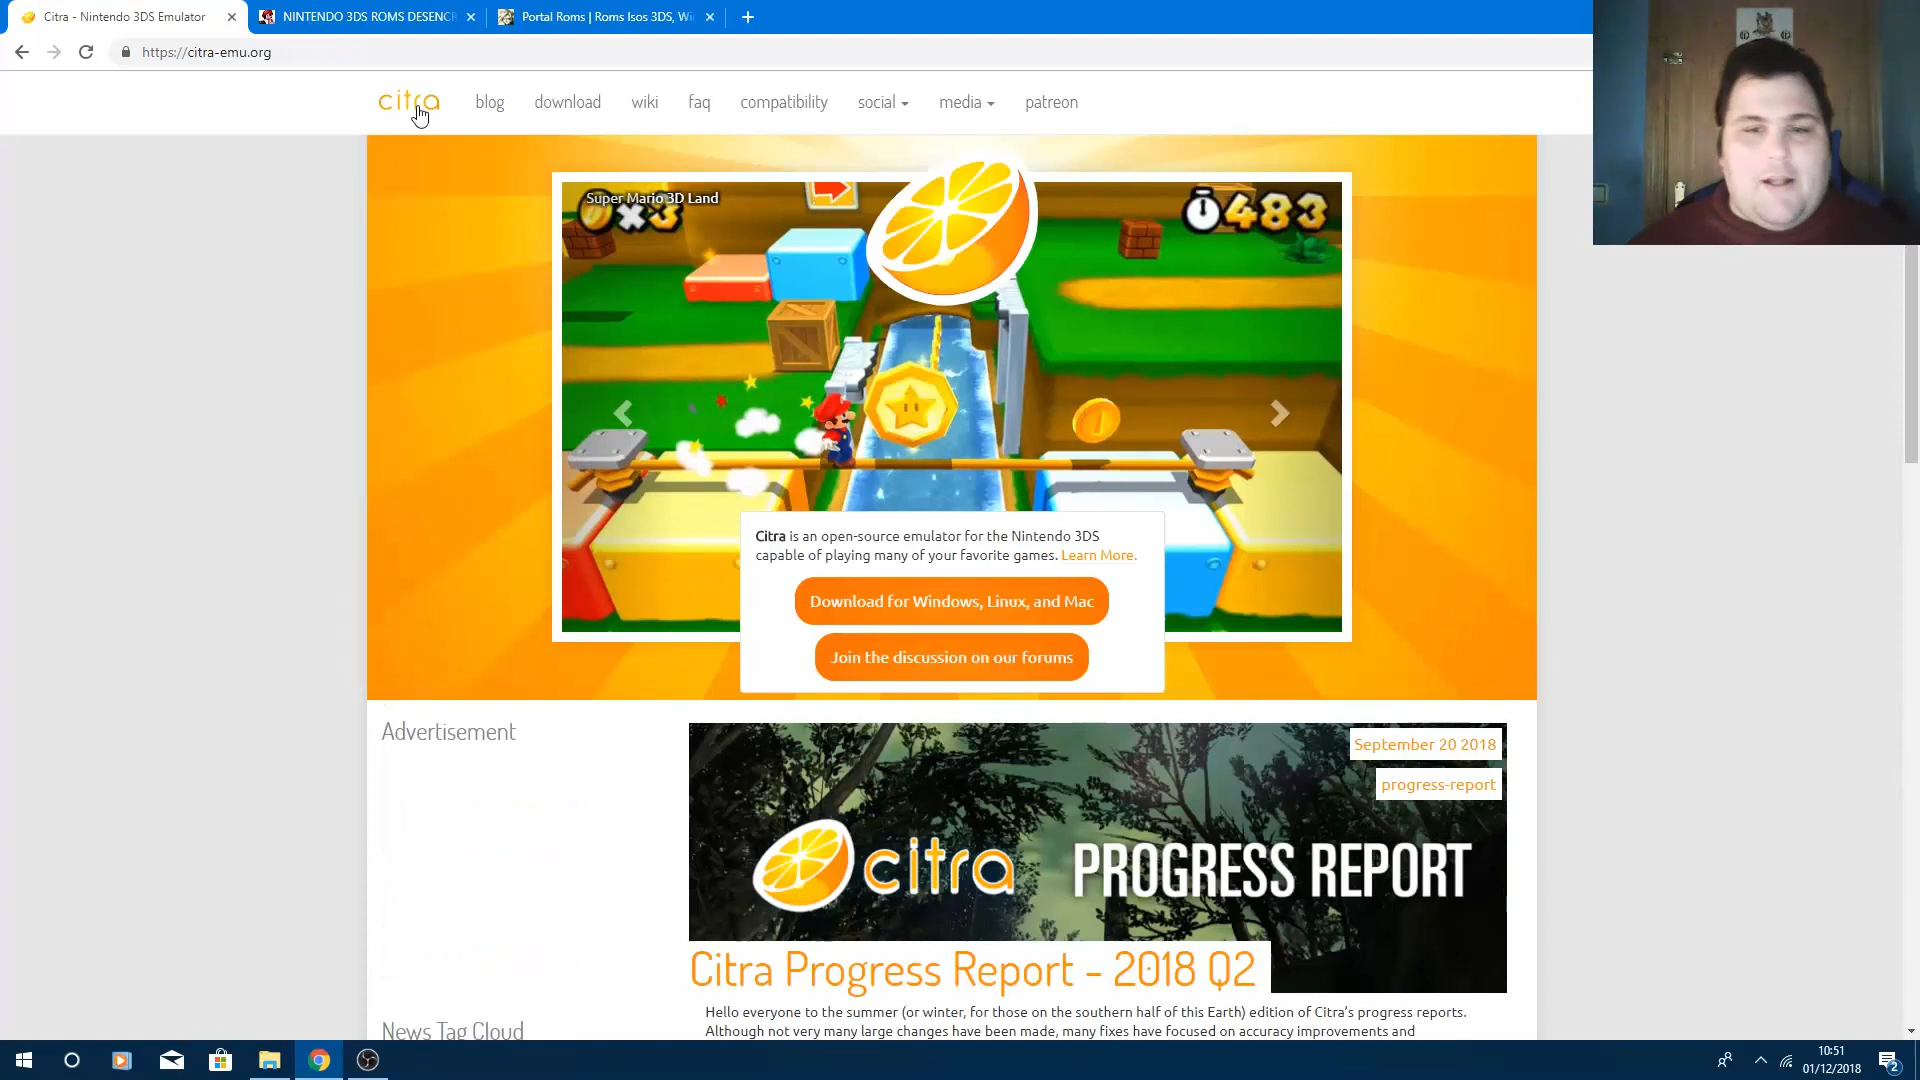 Citra - Nintendo 3DS Emulator
NINTENDO 3DS ROMS DESENCR
Portal Roms | Roms Isos 3DS, Wi
https://citra-emu.org
citra
blog
download
wiki
faq
compatibility
social
media
patreon
Super Mario 3D Land
x3
483
Citra is an open-source emulator for the Nintendo 3DS
capable of playing many of your favorite games. Learn More.
Download for Windows, Linux, and Mac
Join the discussion on our forums
Advertisement
September 20 2018
progress-report
citra PROGRESS REPORT
Citra Progress Report - 2018 Q2
Hello everyone to the summer (or winter, for those on the southern half of this Earth) edition of Citra's progress reports.
Although not very many large changes have been made, many fixes have focused on accuracy improvements and
News Tag Cloud
10:51
01/12/2018
2